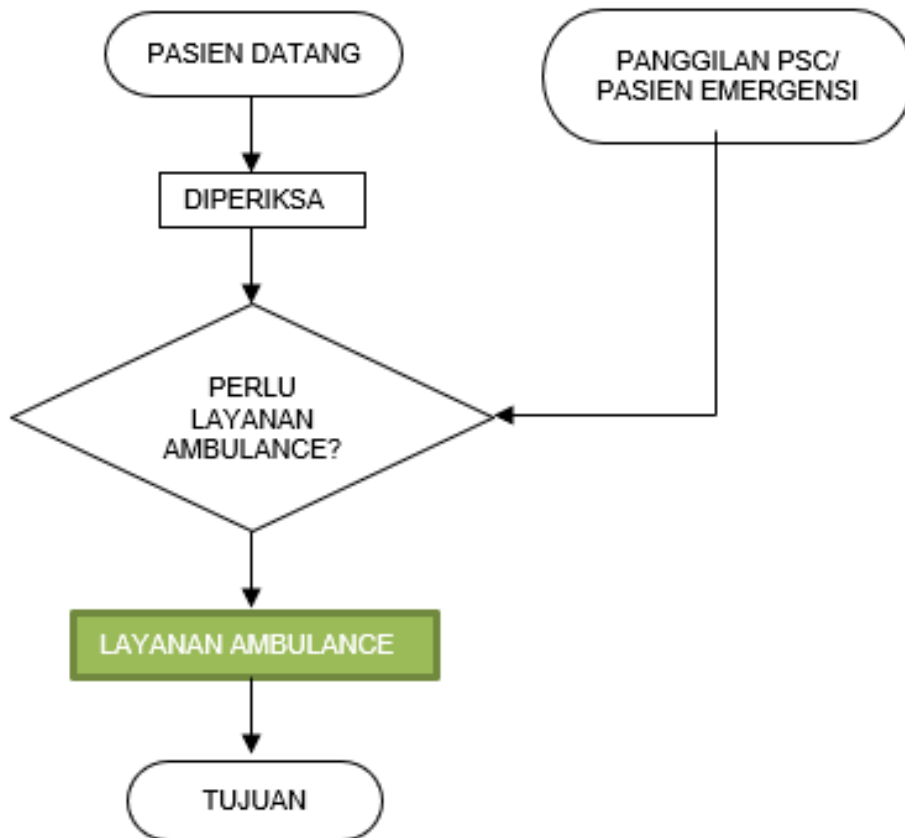 PASIEN DATANG
PANGGILAN PSC/
PASIEN EMERGENSI
DIPERIKSA
PERLU
LAYANAN
AMBULANCE?
LAYANAN AMBULANCE
TUJUAN